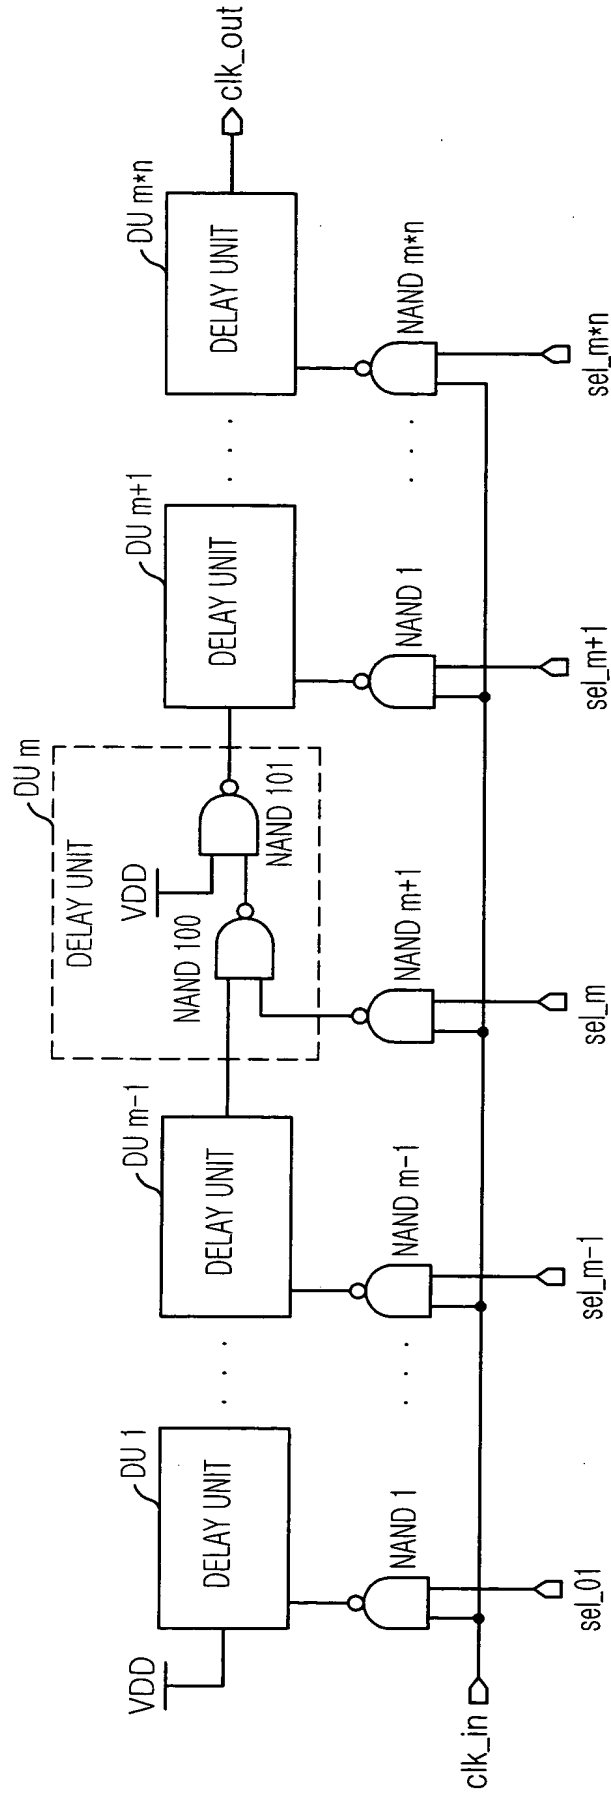 DU 1
DU m-1
DU m
DU m+1
DU m*n
VDD
DELAY UNIT
DELAY UNIT
DELAY UNIT
VDD
NAND 100
NAND 101
DELAY UNIT
DELAY UNIT
clk_out
NAND 1
NAND m-1
NAND m+1
NAND 1
NAND m*n
clk_in
sel_01
sel_m-1
sel_m
sel_m+1
sel_m*n